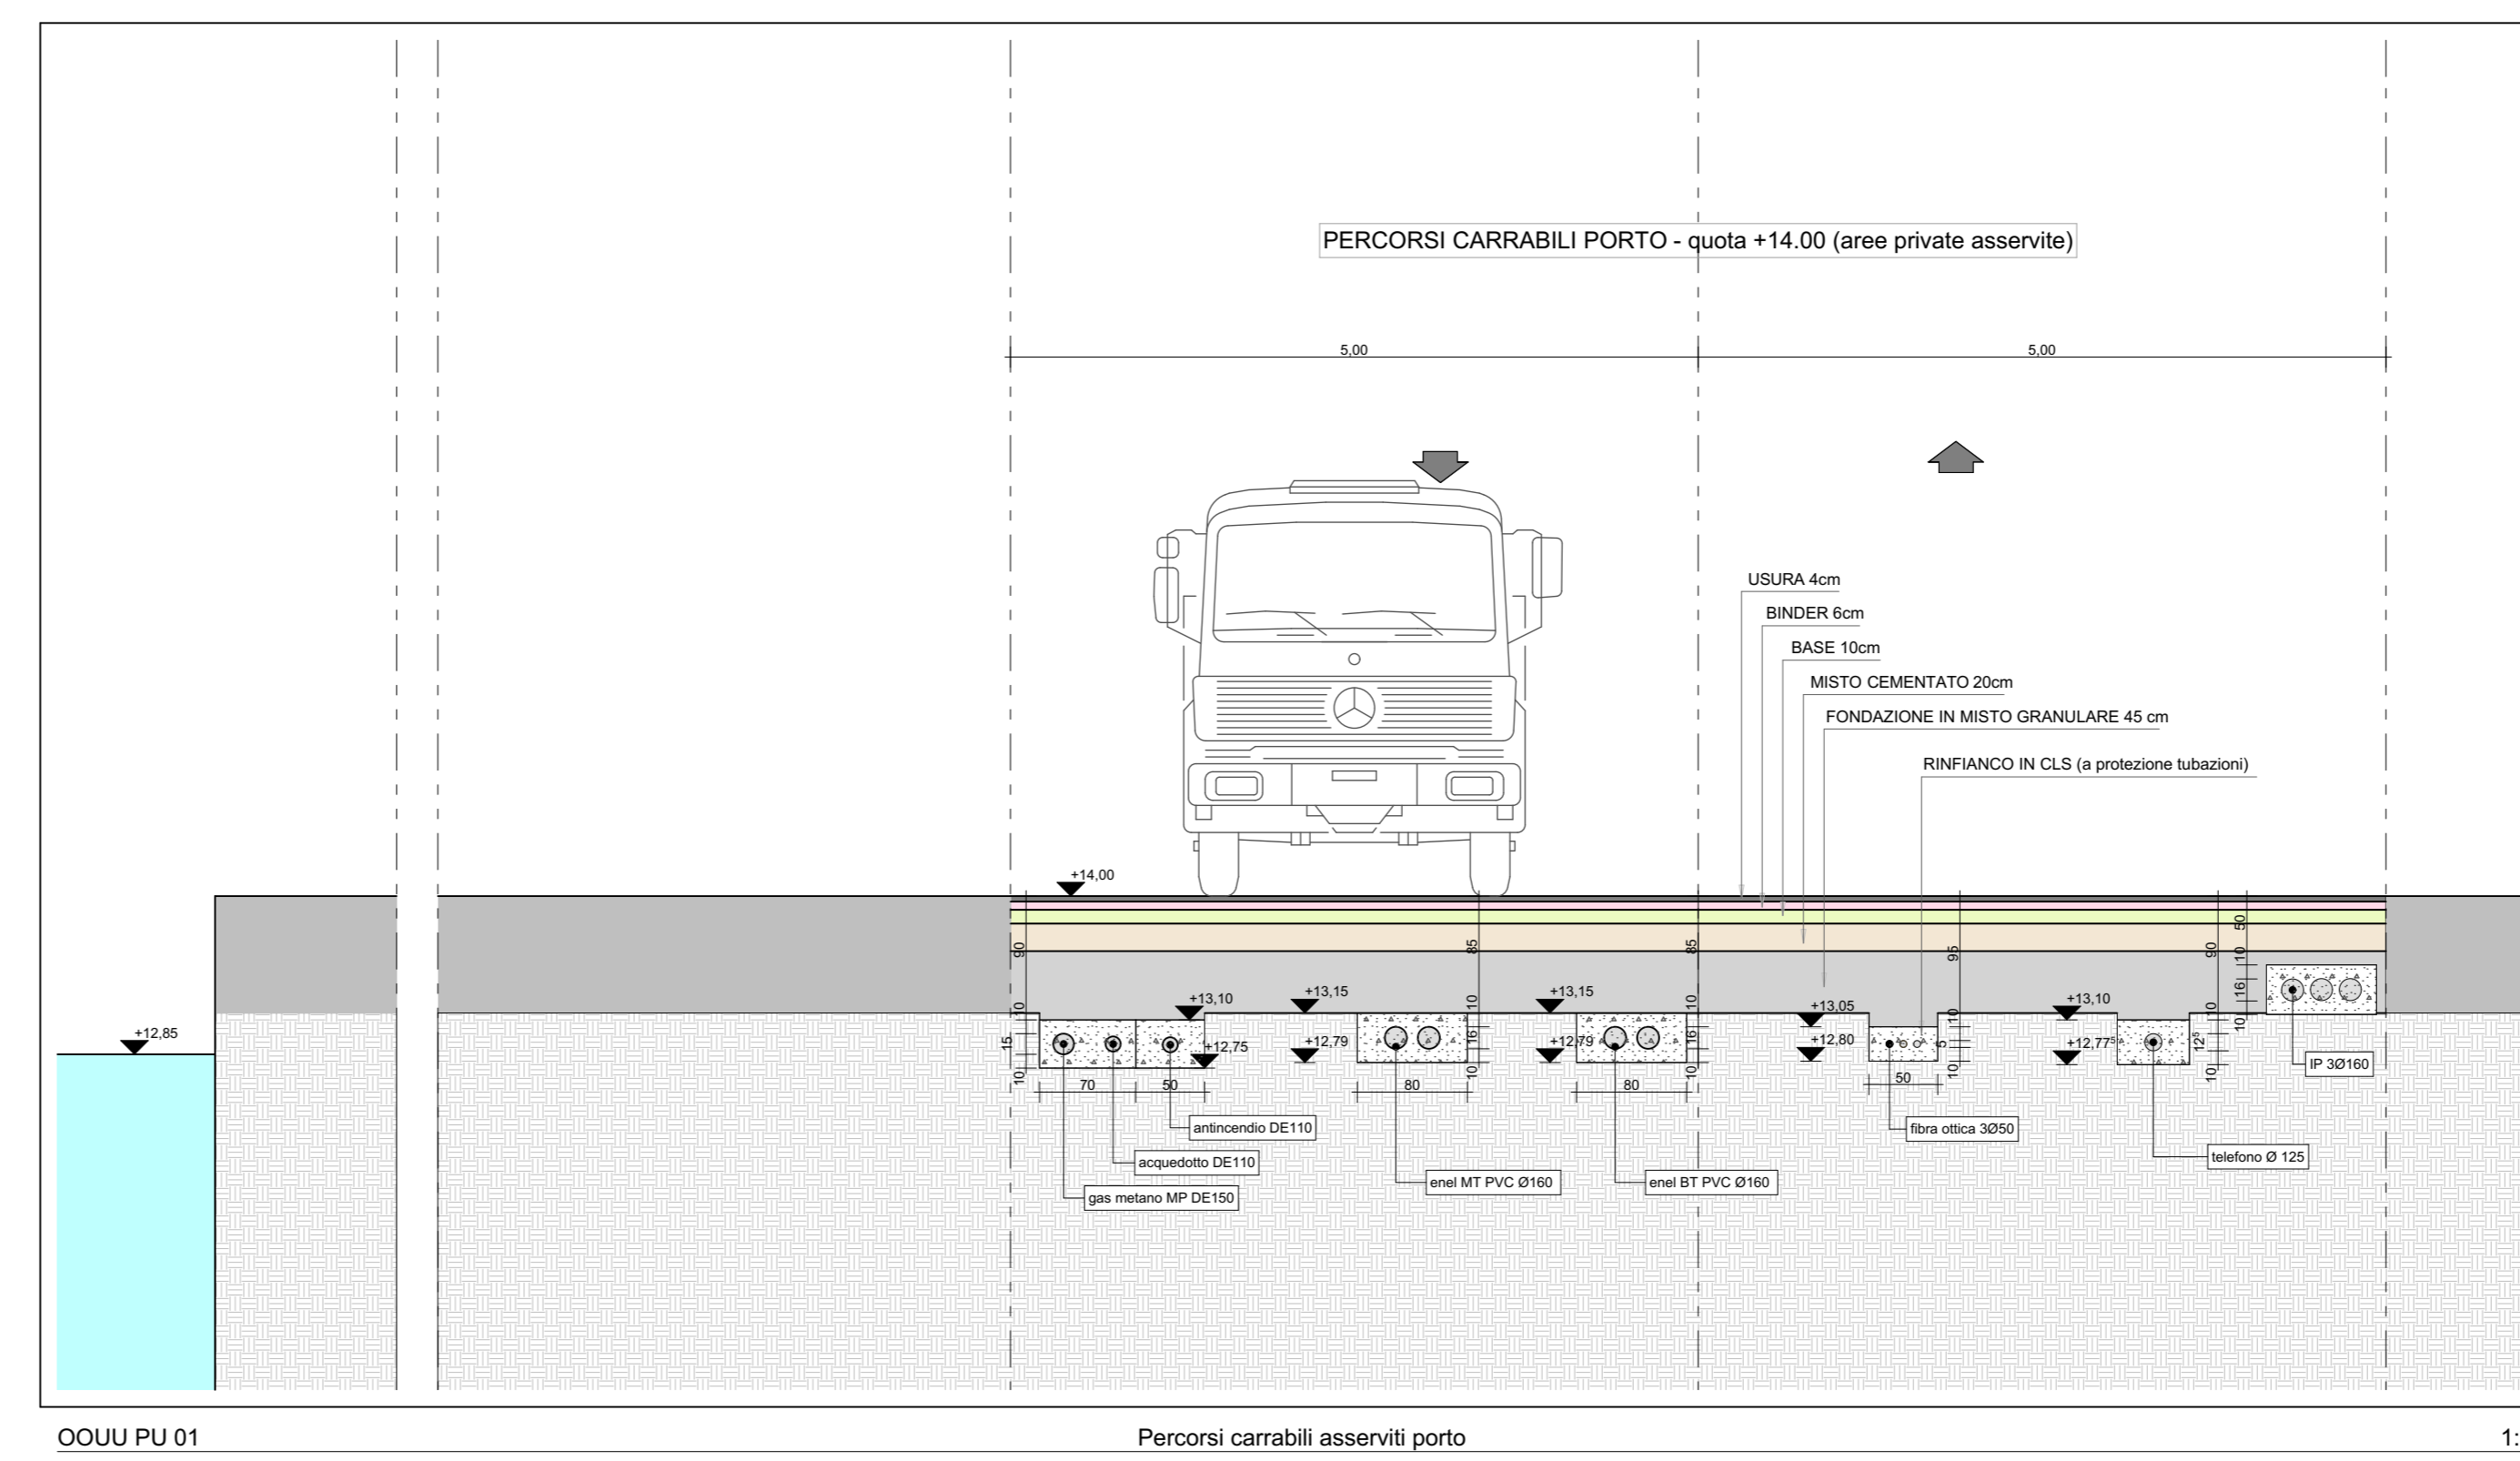 PERCORSI CARRABILI PORTO - quota +14.00 (aree private asservite)
5,00
5,00
USURA 4cm
BINDER 6cm
BASE 10cm
MISTO CEMENTATO 20cm
FONDAZIONE IN MISTO GRANULARE 45 cm
RINFIANCO IN CLS (a protezione tubazioni)
+14,00
90
85
85
95
90
50
10
16
10
+12,85
+13,10
+13,15
+13,15
+13,05
+13,10
10
15
10
+12,75
+12,79
10
16
10
+12,79
10
16
10
+12,80
10
5
10
+12,77⁵
10
12⁵
10
IP 3Ø160
70
50
80
80
50
antincendio DE110
acquedotto DE110
gas metano MP DE150
enel MT PVC Ø160
enel BT PVC Ø160
fibra ottica 3Ø50
telefono Ø 125
OOUU PU 01
Percorsi carrabili asserviti porto
1: